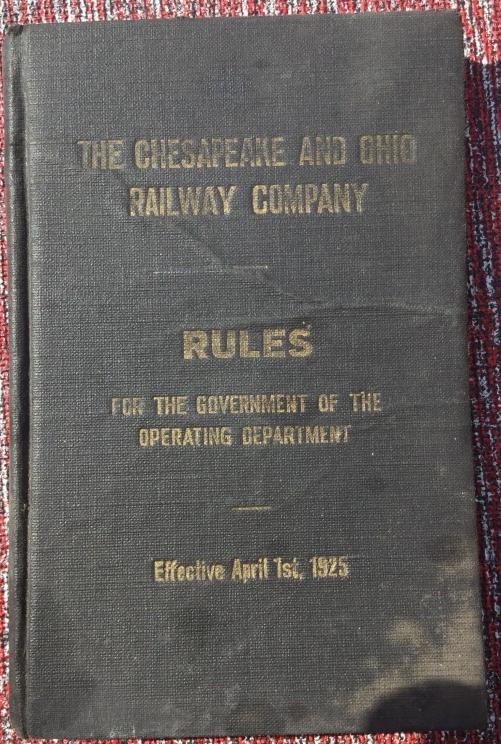 THE CHESAPEAKE AND OHIO
RAILWAY COMPANY
RULES
FOR THE GOVERNMENT OF THE
OPERATING DEPARTMENT
Effective April 1st, 1925